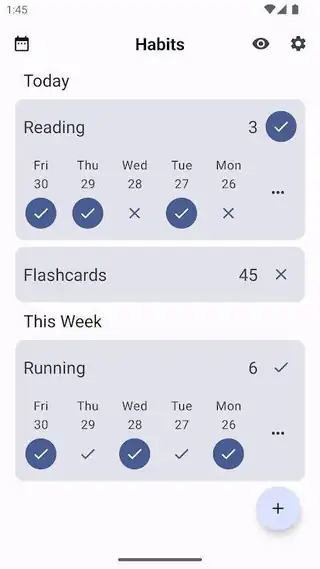 1:45
Habits
Today
Reading 3
Fri Thu Wed Tue Mon
30 29 28 27 26
Flashcards 45
This Week
Running 6
Fri Thu Wed Tue Mon
30 29 28 27 26